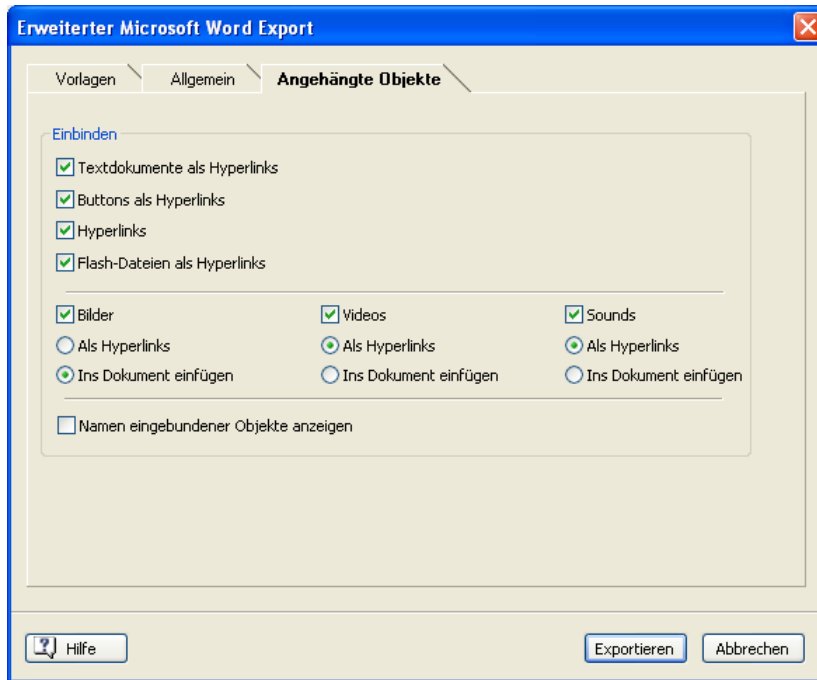 Erweiterter Microsoft Word Export
Vorlagen Allgemein Angehängte Objekte
Einbinden
Textdokumente als Hyperlinks
Buttons als Hyperlinks
Hyperlinks
Flash-Dateien als Hyperlinks
Bilder Videos Sounds
Als Hyperlinks Als Hyperlinks Als Hyperlinks
Ins Dokument einfügen Ins Dokument einfügen Ins Dokument einfügen
Namen eingebundener Objekte anzeigen
Hilfe Exportieren Abbrechen